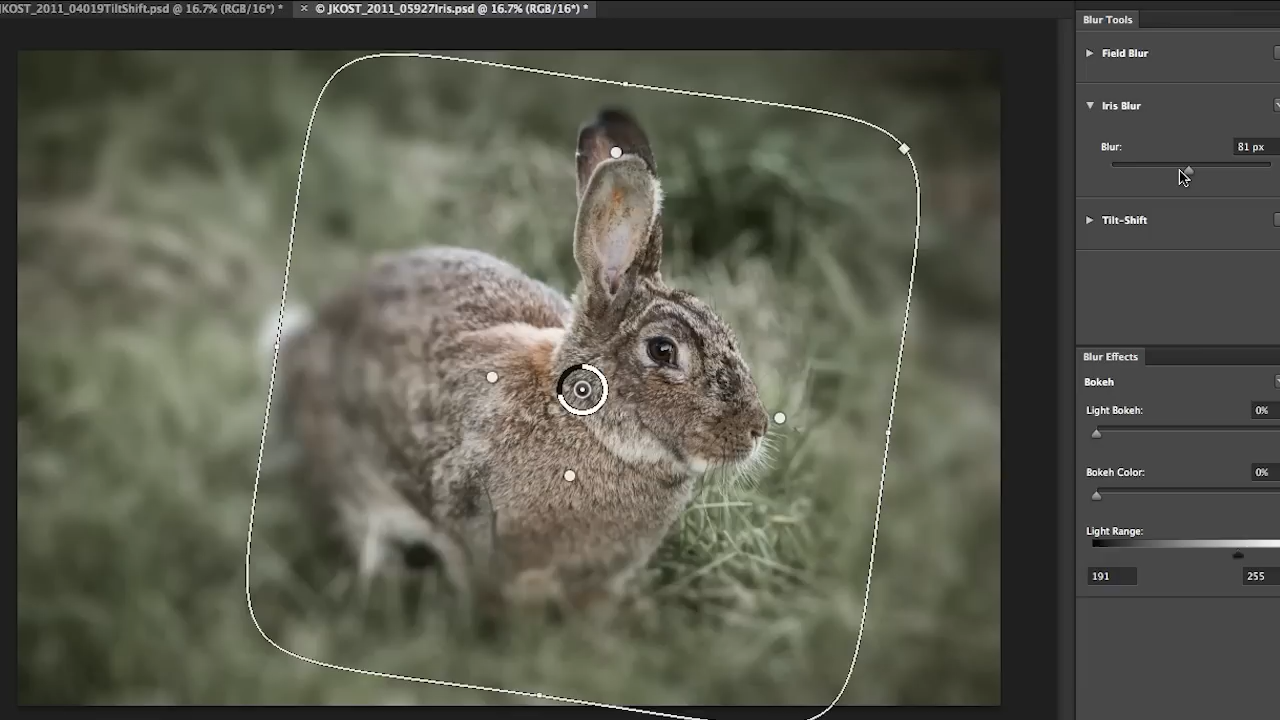 JKOST_2011_04019TiltShift.psd @ 16.7% (RGB/16*) *
× © JKOST_2011_05927Iris.psd @ 16.7% (RGB/16*) *
Blur Tools
Field Blur
Iris Blur
Blur: 81 px
Tilt-Shift
Blur Effects
Bokeh
Light Bokeh: 0%
Bokeh Color: 0%
Light Range:
191 255